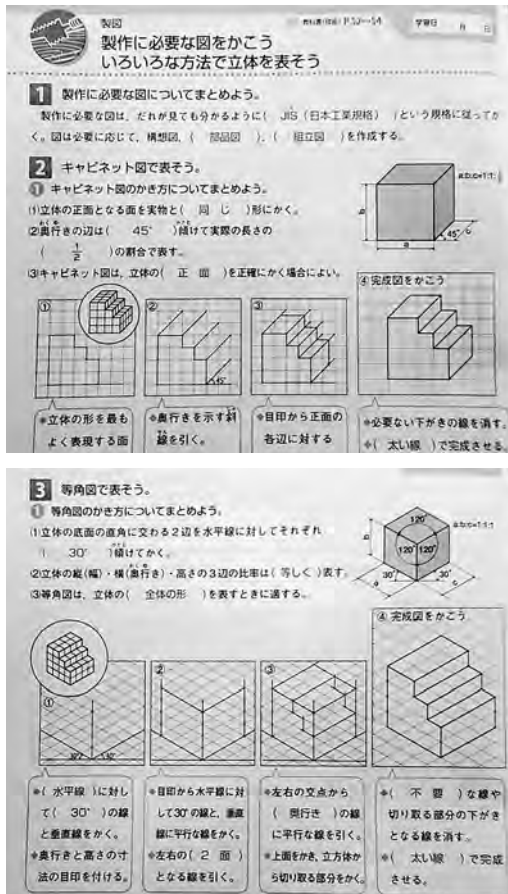 製図
製作に必要な図をかこう
いろいろな方法で立体を表そう
学習日 月 日
1 製作に必要な図についてまとめよう。
製作に必要な図は、だれが見ても分かるように( JIS (日本工業規格) )という規格に従ってか
く。図は必要に応じて、構想図、( 部品図 )、( 組立図 )を作成する。
2 キャビネット図で表そう。
① キャビネット図のかき方についてまとめよう。
(1)立体の正面となる面を実物と( 同じ )形にかく。
(2)奥行きの辺は( 45° )傾けて実際の長さの
( 1/2 )の割合で表す。
(3)キャビネット図は、立体の( 正面 )を正確にかく場合によい。
b
a
c
45°
①
②
45°
③
④完成図をかこう
*立体の形を最も
よく表現する面
*奥行きを示す斜
線を引く。
*目印から正面の
各辺に対する
*必要ない下がきの線を消す。
*( 太い線 )で完成させる。
3 等角図で表そう。
① 等角図のかき方についてまとめよう。
(1)立体の底面の直角に交わる2辺を水平線に対してそれぞれ
( 30° )傾けてかく。
(2)立体の縦(幅)・横(奥行き)・高さの3辺の比率は( 等しく )表す。
(3)等角図は、立体の( 全体の形 )を表すときに適する。
120°
120°
120°
a:b:c=1:1:1
b
30°
30°
a
c
①
②
③
④完成図をかこう
*( 水平線 )に対し
て( 30° )の線
と垂直線をかく。
*奥行きと高さの寸
法の目印を付ける。
*目印から水平線に対
して30°の線と、垂直
線に平行な線をかく。
*左右の( 2面 )
となる線を引く。
*左右の交点から
( 奥行き )の線
に平行な線を引く。
*上面をかき、立方体か
ら切り取る部分をかく。
*( 不要 )な線や
切り取る部分の下がき
となる線を消す。
*( 太い線 )で完成
させる。